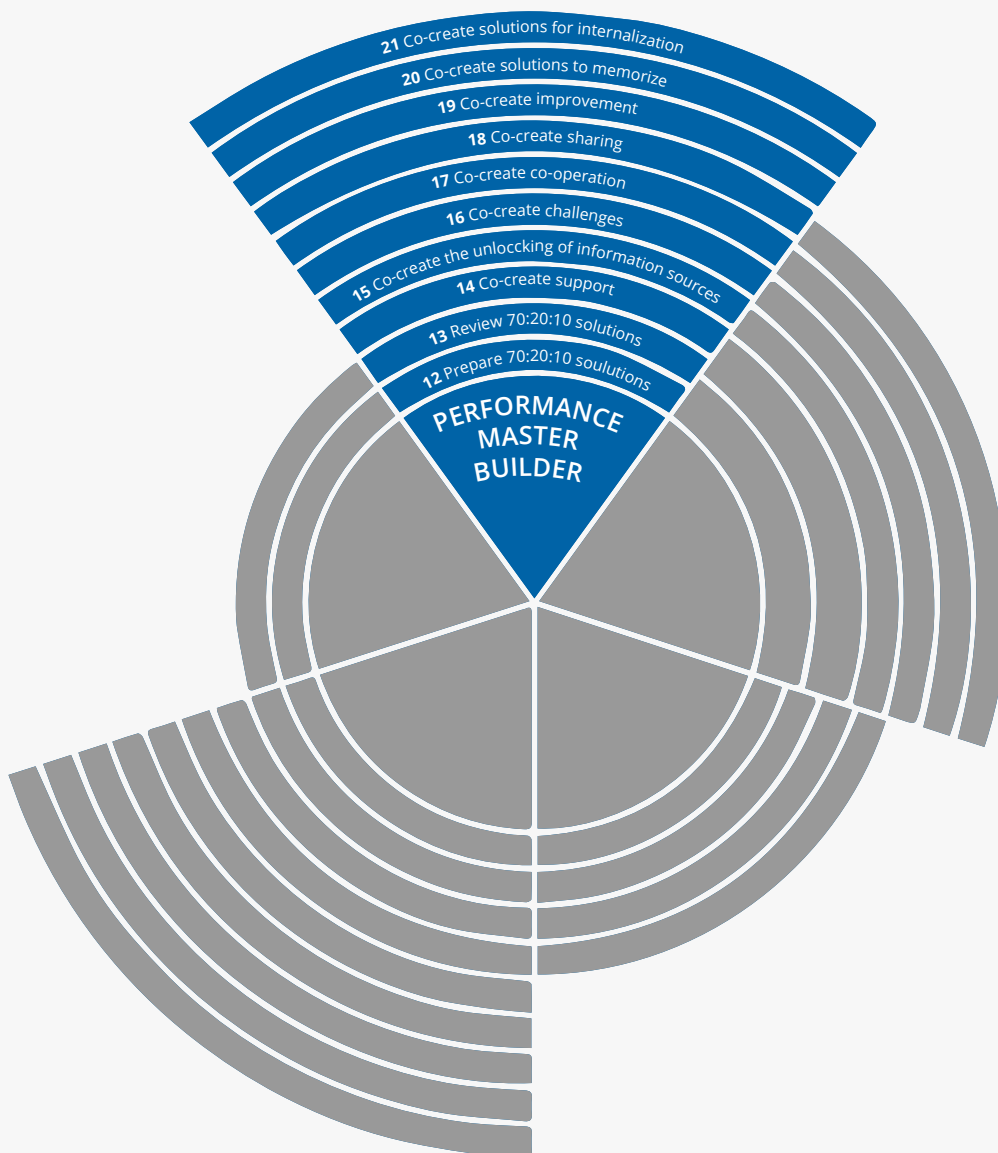 21 Co-create solutions for internalization
20 Co-create solutions to memorize
19 Co-create improvement
18 Co-create sharing
17 Co-create co-operation
16 Co-create challenges
15 Co-create the unloccking of information sources
14 Co-create support
13 Review 70:20:10 solutions
12 Prepare 70:20:10 soulutions
PERFORMANCE
MASTER
BUILDER